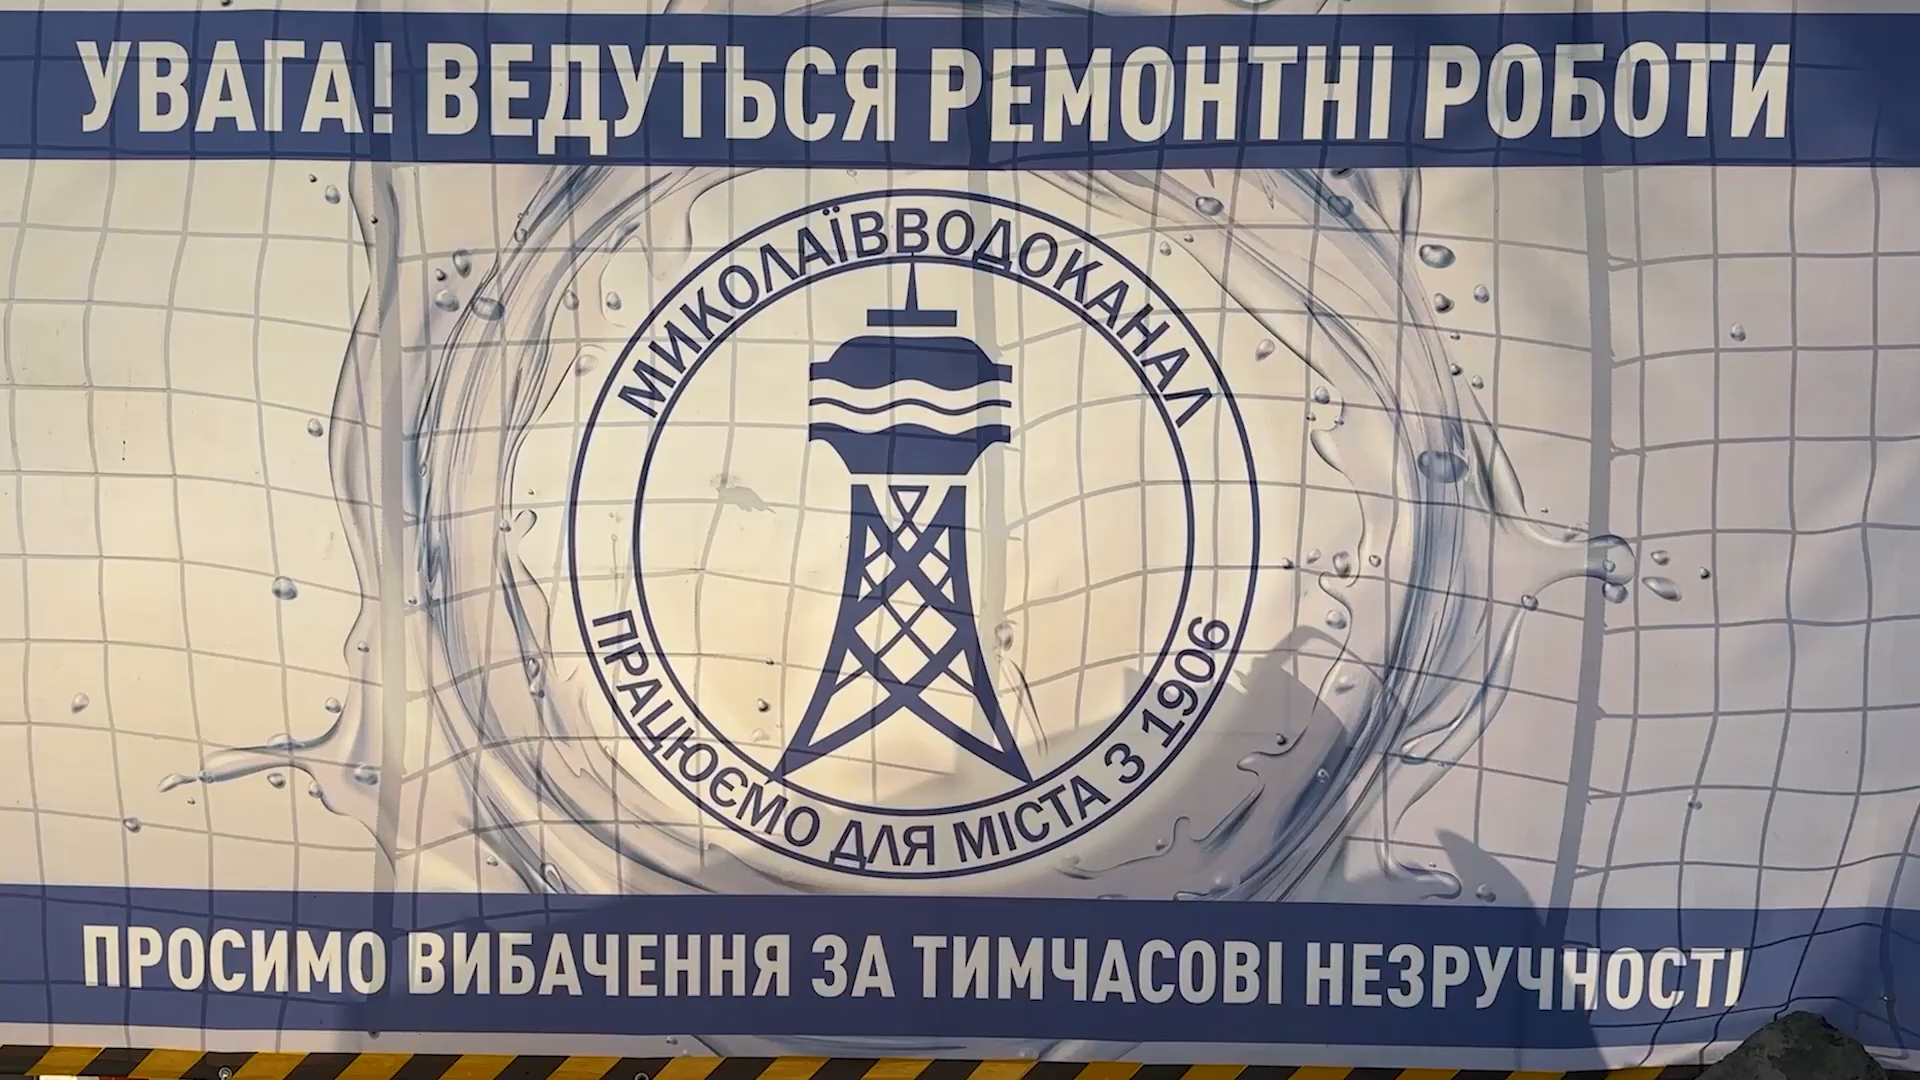 УВАГА! ВЕДУТЬСЯ РЕМОНТНІ РОБОТИ
МИКОЛАЇВВОДОКАНАЛ
ПРАЦЮЄМО ДЛЯ МІСТА З 1906
ПРОСИМО ВИБАЧЕННЯ ЗА ТИМЧАСОВІ НЕЗРУЧНОСТІ